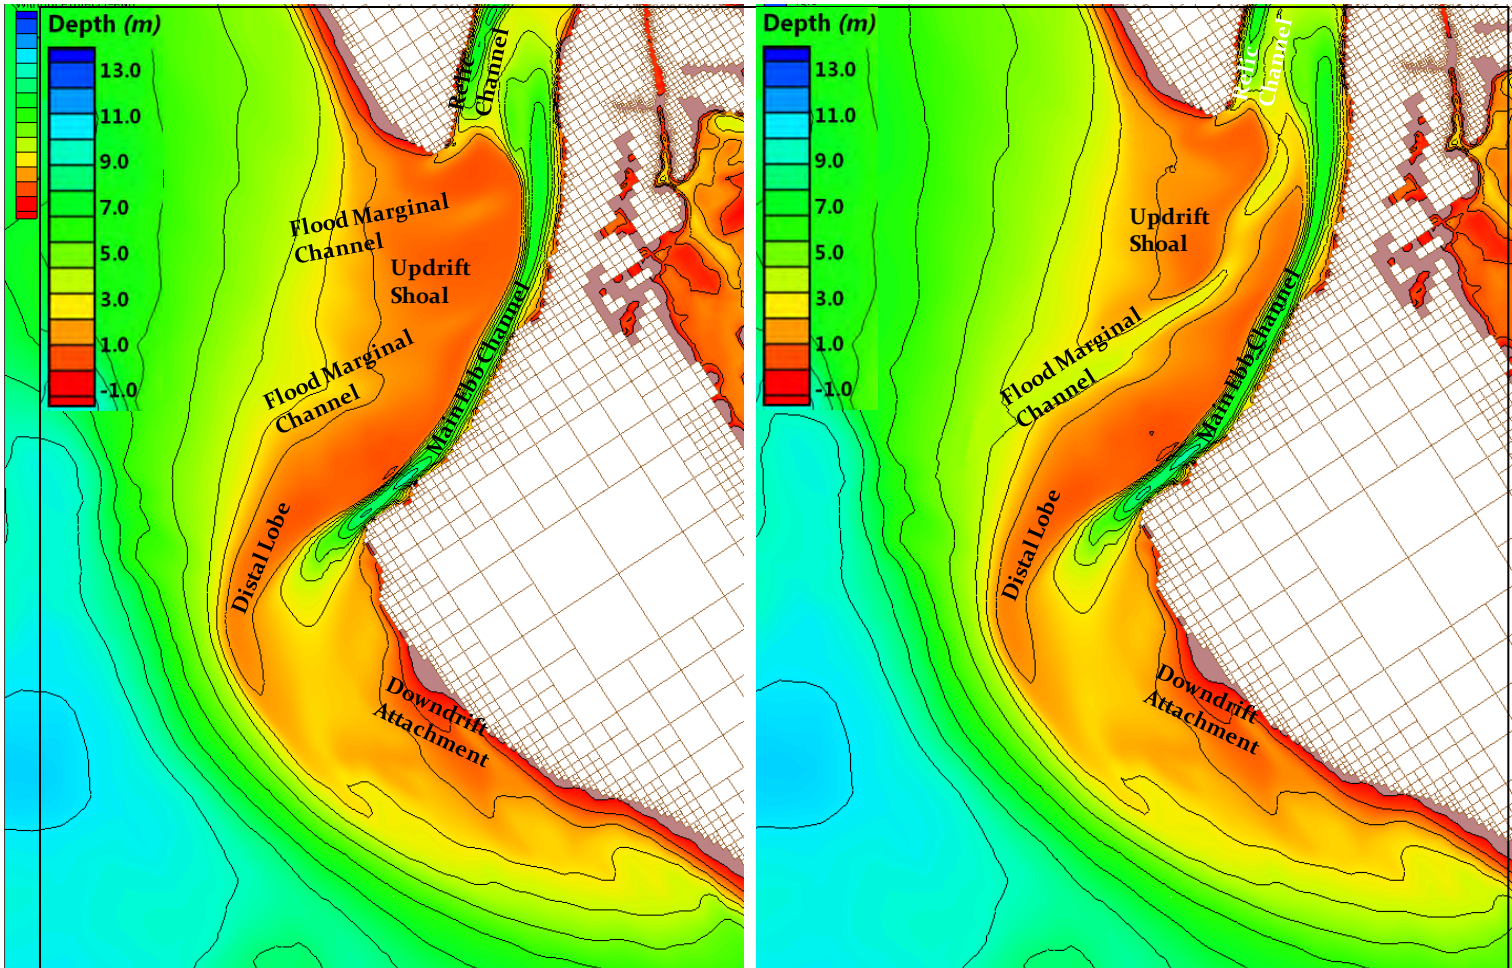 Depth (m)
13.0
11.0
9.0
7.0
5.0
3.0
1.0
-1.0
Relic
Channel
Flood Marginal
Channel
Updrift
Shoal
Flood Marginal
Channel
Main Ebb Channel
Distal Lobe
Downdrift
Attachment
Depth (m)
13.0
11.0
9.0
7.0
5.0
3.0
1.0
-1.0
Relic
Channel
Updrift
Shoal
Flood Marginal
Channel
Main Ebb Channel
Distal Lobe
Downdrift
Attachment